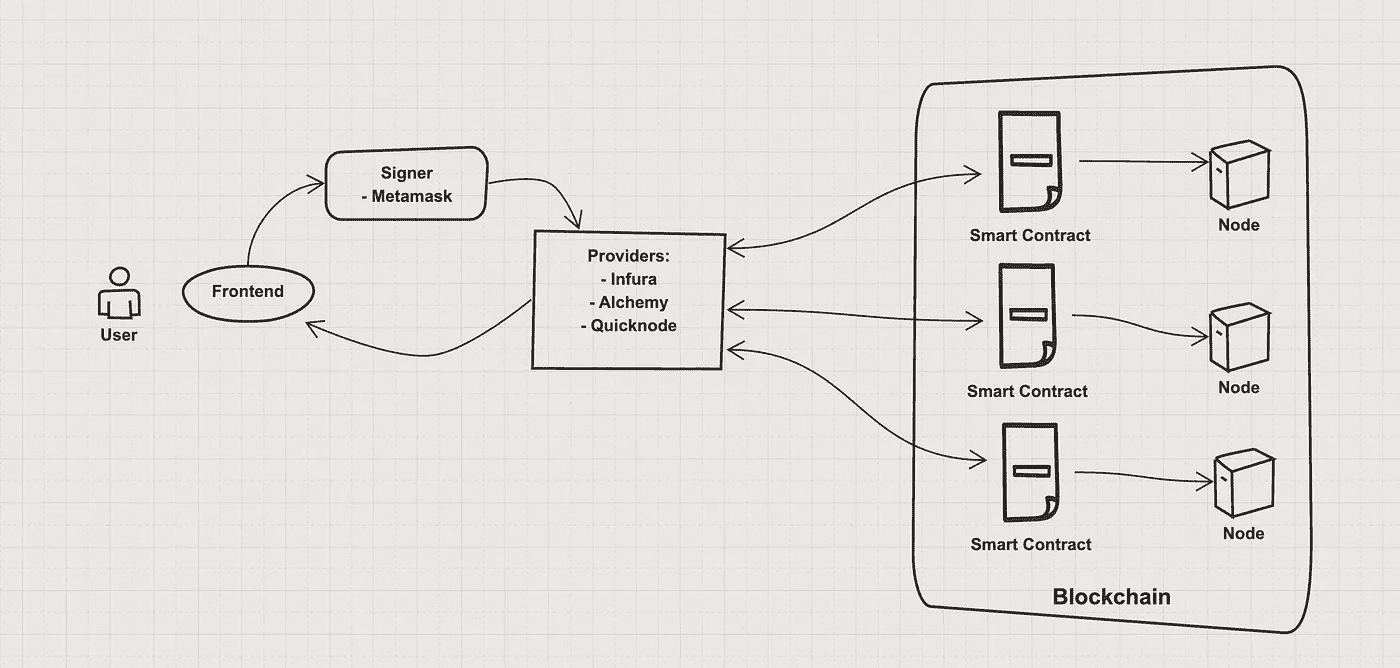 Signer
- Metamask
Frontend
User
Providers:
- Infura
- Alchemy
- Quicknode
Smart Contract
Node
Smart Contract
Node
Smart Contract
Node
Blockchain